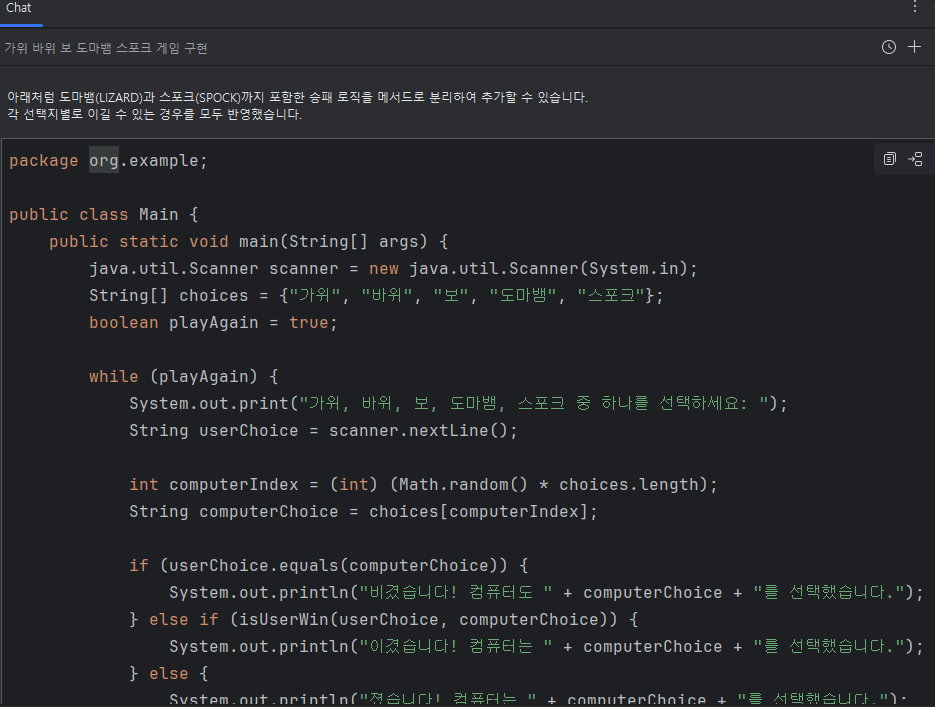 Chat
가위 바위 보 도마뱀 스포크 게임 구현
아래처럼 도마뱀(LIZARD)과 스포크(SPOCK)까지 포함한 승패 로직을 메서드로 분리하여 추가할 수 있습니다.
각 선택지별로 이길 수 있는 경우를 모두 반영했습니다.
package org.example;
public class Main {
public static void main(String[] args) {
java.util.Scanner scanner = new java.util.Scanner(System.in);
String[] choices = {"가위", "바위", "보", "도마뱀", "스포크"};
boolean playAgain = true;
while (playAgain) {
System.out.print("가위, 바위, 보, 도마뱀, 스포크 중 하나를 선택하세요: ");
String userChoice = scanner.nextLine();
int computerIndex = (int) (Math.random() * choices.length);
String computerChoice = choices[computerIndex];
if (userChoice.equals(computerChoice)) {
System.out.println("비겼습니다! 컴퓨터도 " + computerChoice + "를 선택했습니다.");
} else if (isUserWin(userChoice, computerChoice)) {
System.out.println("이겼습니다! 컴퓨터는 " + computerChoice + "를 선택했습니다.");
} else {
System.out.println("졌습니다! 컴퓨터는 " + computerChoice + "를 선택했습니다.");